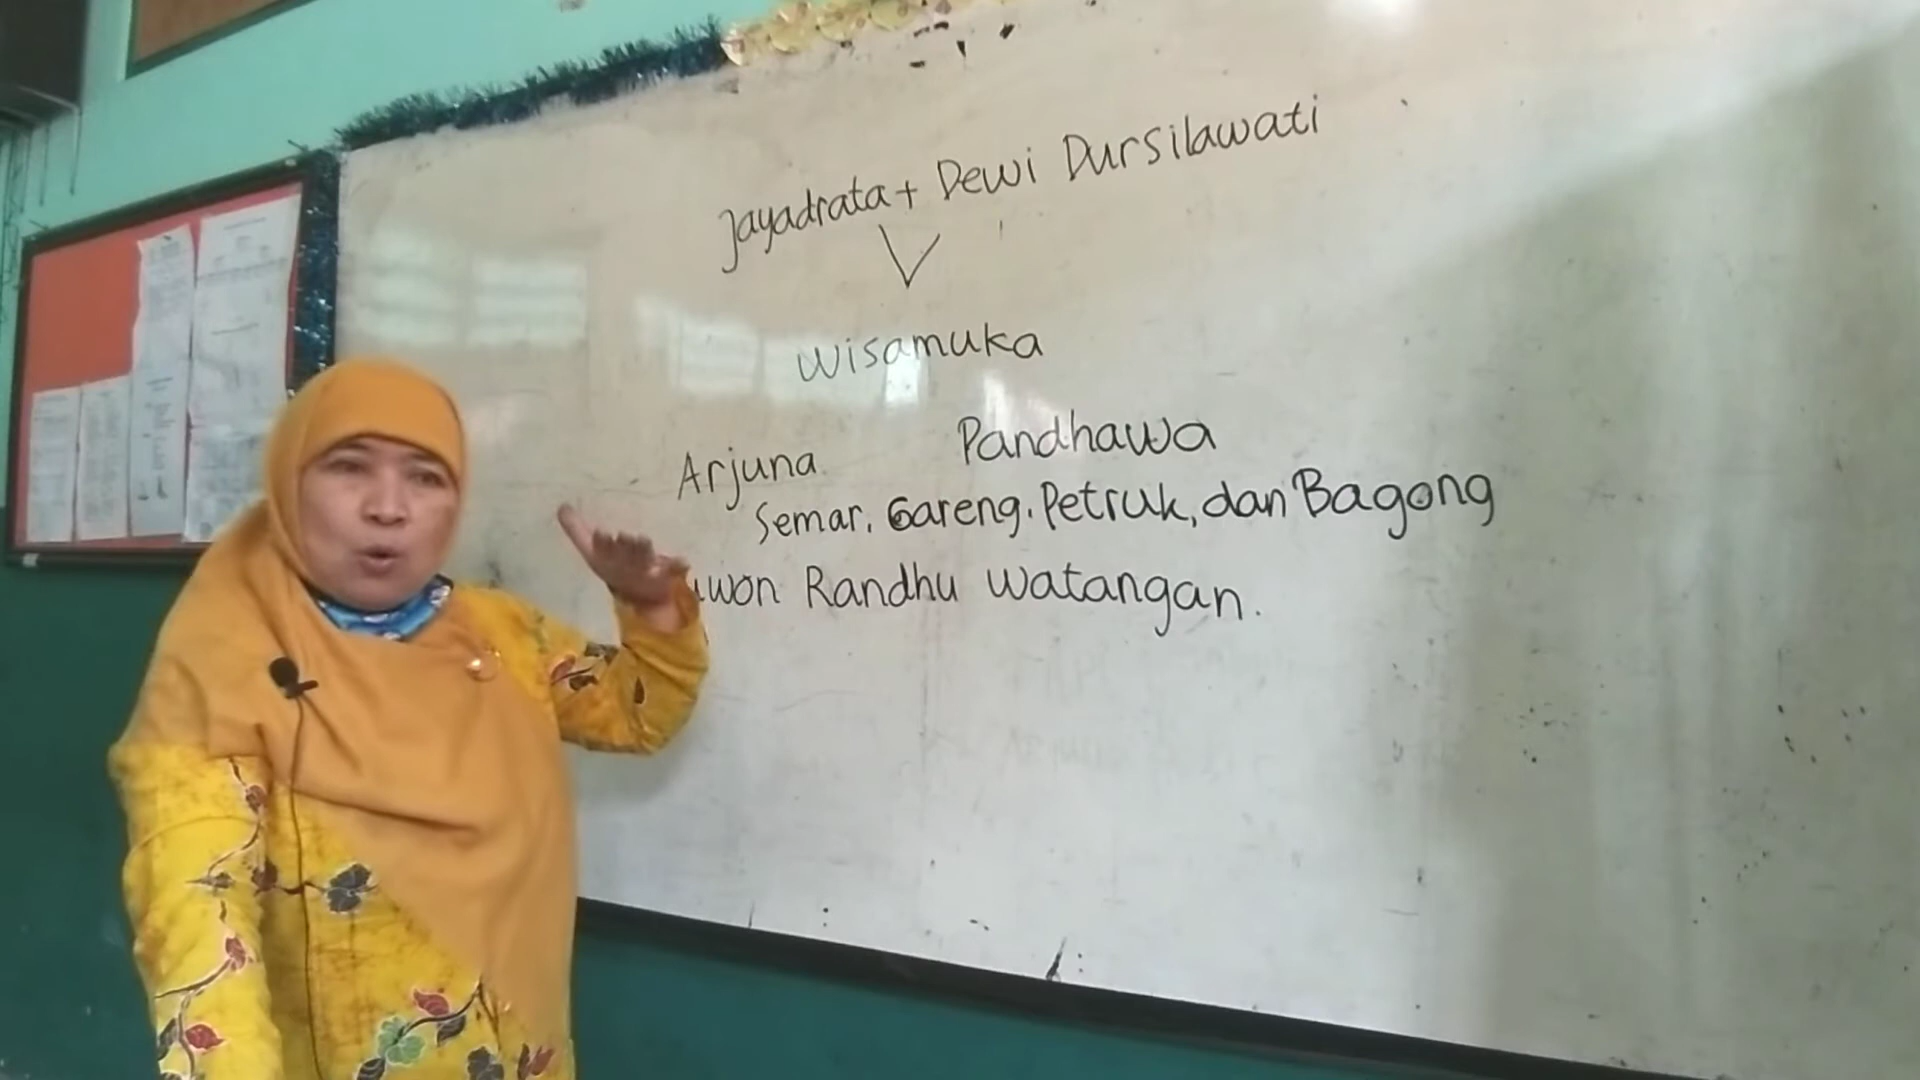 Jayadrata + Dewi Dursilawati
Wisamuka
Arjuna Pandhawa
Semar, Gareng, Petruk, dan Bagong
Randhu Watangan.